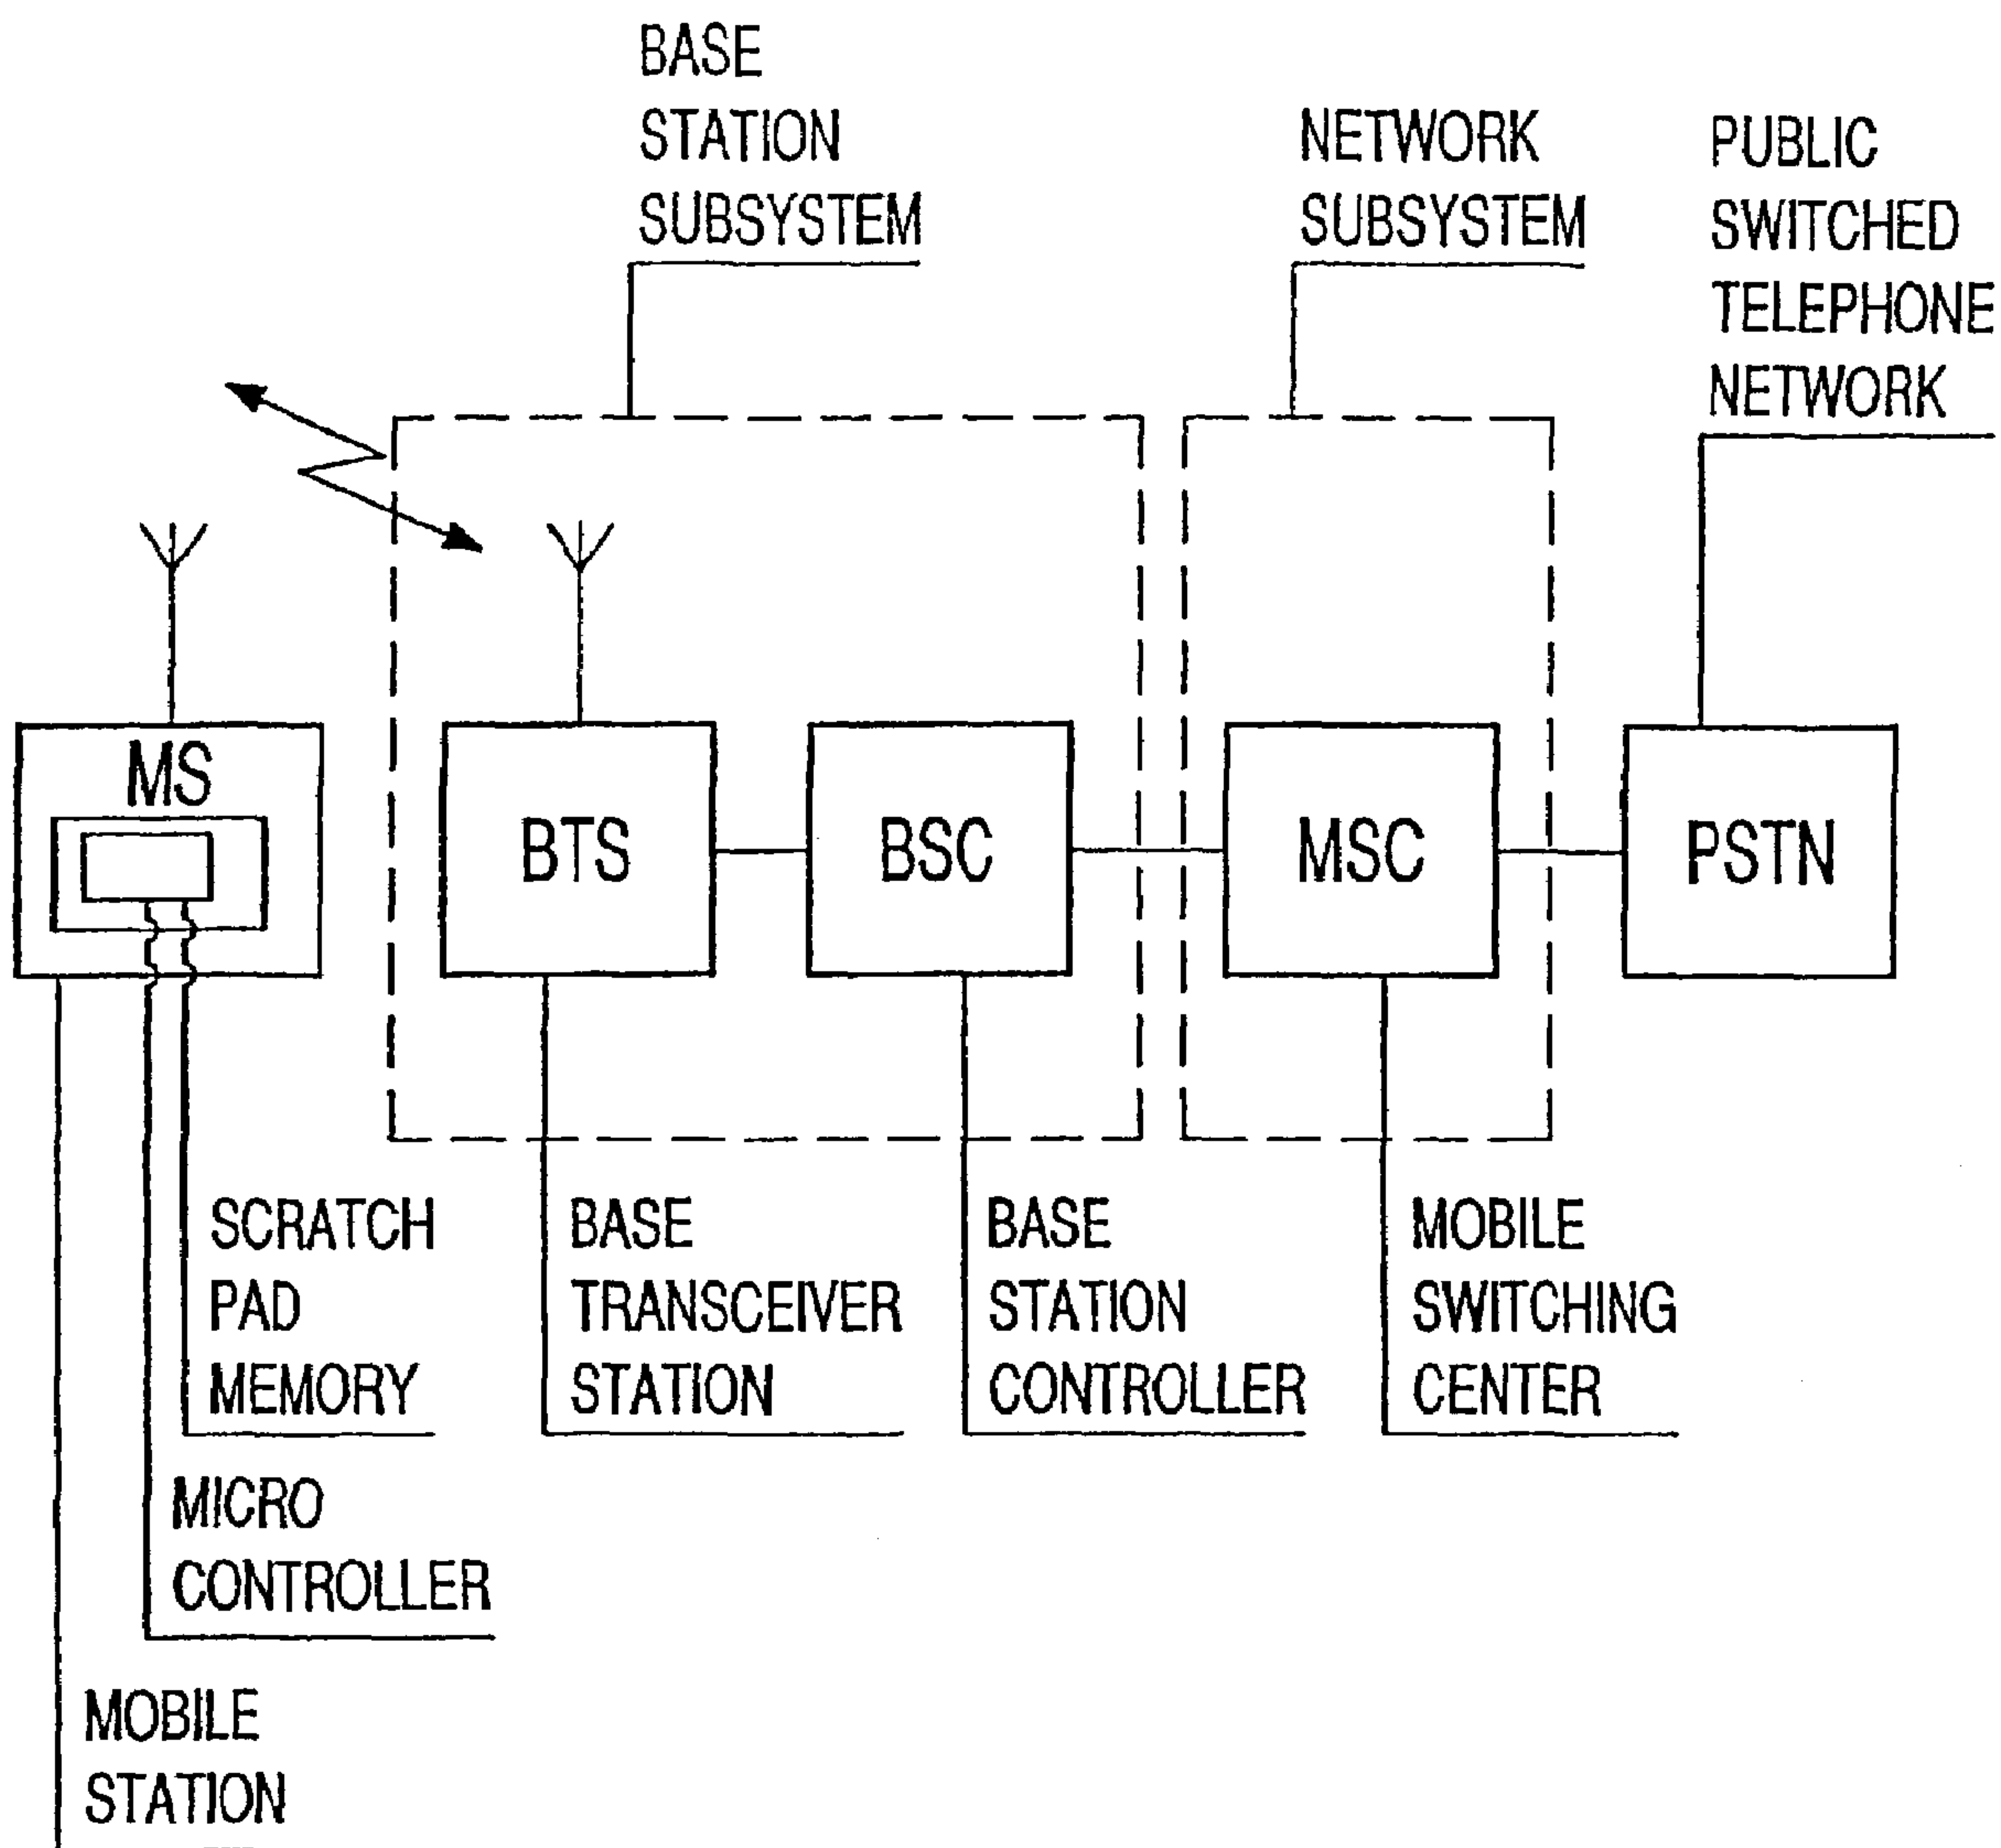 BASE
STATION
SUBSYSTEM
NETWORK
SUBSYSTEM
PUBLIC
SWITCHED
TELEPHONE
NETWORK
MS
BTS
BSC
MSC
PSTN
SCRATCH
PAD
MEMORY
BASE
TRANSCEIVER
STATION
BASE
STATION
CONTROLLER
MOBILE
SWITCHING
CENTER
MICRO
CONTROLLER
MOBILE
STATION